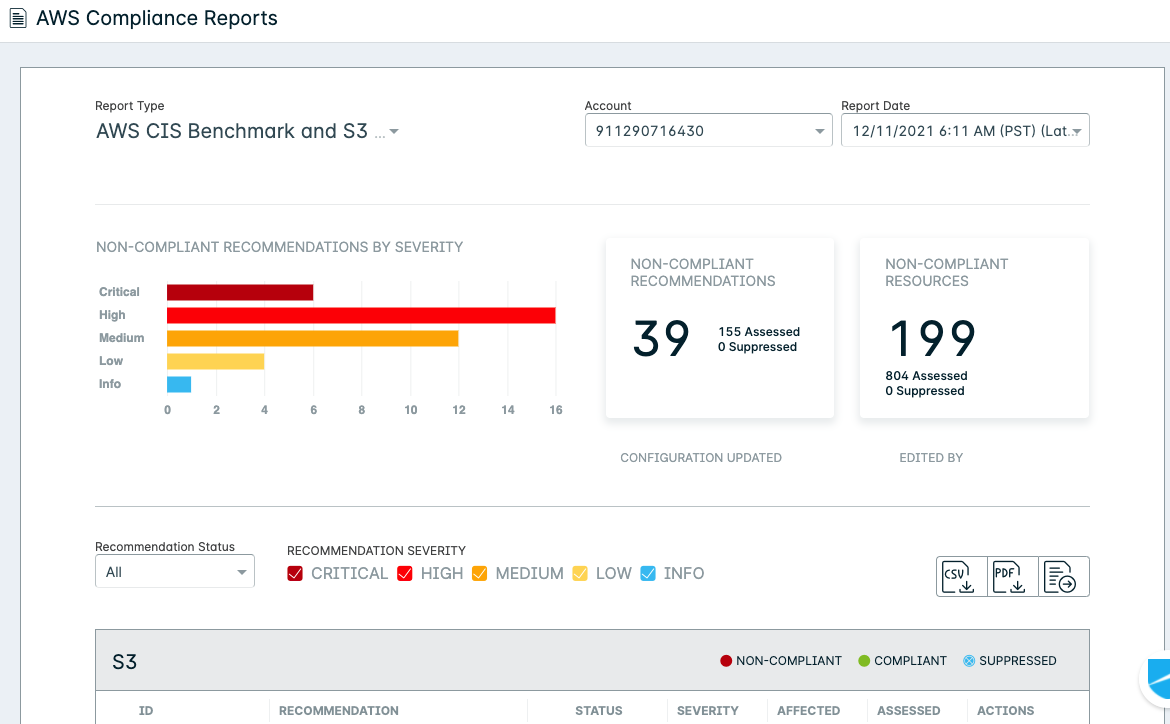 AWS Compliance Reports
Report Type
AWS CIS Benchmark and S3 ...
Account
911290716430
Report Date
12/11/2021 6:11 AM (PST) (Lat...
NON-COMPLIANT RECOMMENDATIONS BY SEVERITY
Critical
High
Medium
Low
Info
0 2 4 6 8 10 12 14 16
NON-COMPLIANT
RECOMMENDATIONS
39
155 Assessed
0 Suppressed
NON-COMPLIANT
RESOURCES
199
804 Assessed
0 Suppressed
CONFIGURATION UPDATED
EDITED BY
Recommendation Status
All
RECOMMENDATION SEVERITY
CRITICAL HIGH MEDIUM LOW INFO
CSV PDF
S3
NON-COMPLIANT COMPLIANT SUPPRESSED
ID RECOMMENDATION STATUS SEVERITY AFFECTED ASSESSED ACTIONS